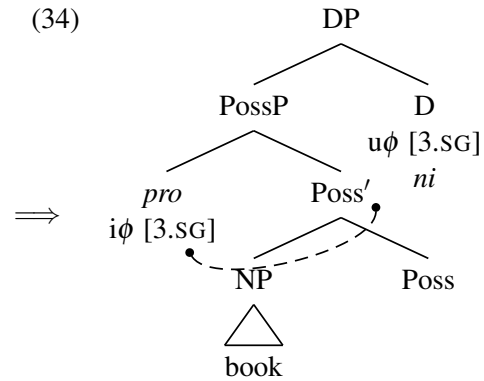 (34)
DP
PossP D
uϕ [3.SG]
ni
pro Poss′
⟹ iϕ [3.SG]
NP Poss
book